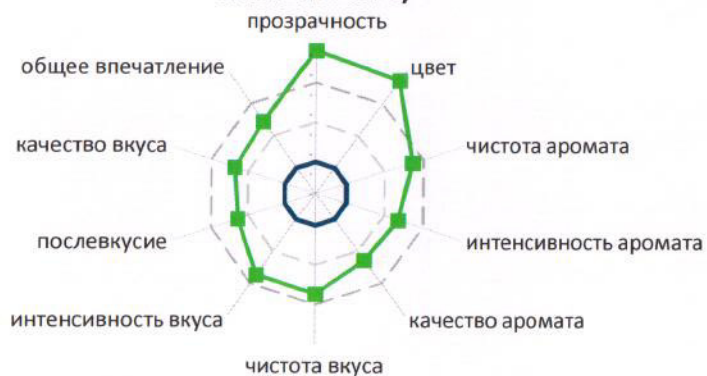 прозрачность
цвет
общее впечатление
чистота аромата
качество вкуса
интенсивность аромата
послевкусие
качество аромата
интенсивность вкуса
чистота вкуса